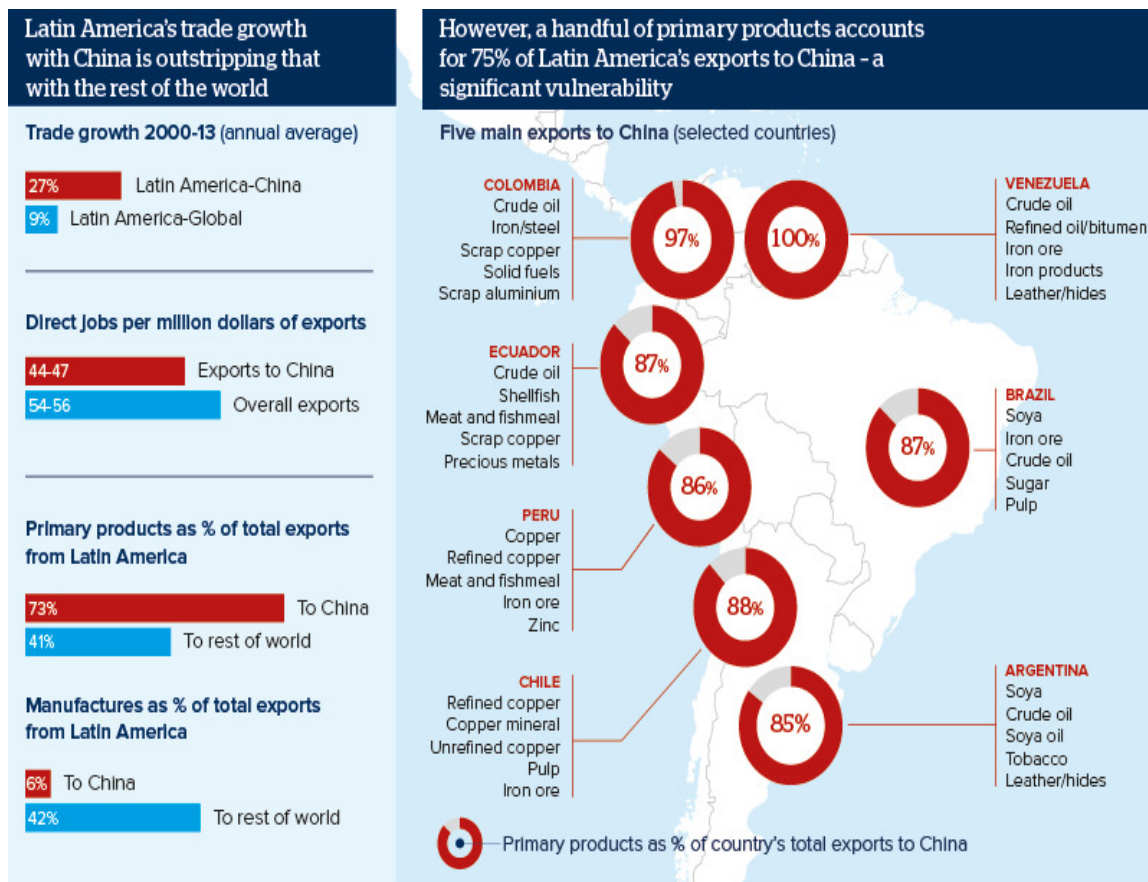 Latin America's trade growth
with China is outstripping that
with the rest of the world
Trade growth 2000-13 (annual average)
27% Latin America-China
9% Latin America-Global
Direct jobs per million dollars of exports
44-47 Exports to China
54-56 Overall exports
Primary products as % of total exports
from Latin America
73% To China
41% To rest of world
Manufactures as % of total exports
from Latin America
6% To China
42% To rest of world
However, a handful of primary products accounts
for 75% of Latin America's exports to China – a
significant vulnerability
Five main exports to China (selected countries)
COLOMBIA
Crude oil
Iron/steel
Scrap copper
Solid fuels
Scrap aluminium
97%
100%
VENEZUELA
Crude oil
Refined oil/bitumen
Iron ore
Iron products
Leather/hides
ECUADOR
Crude oil
Shellfish
Meat and fishmeal
Scrap copper
Precious metals
87%
BRAZIL
Soya
Iron ore
Crude oil
Sugar
Pulp
87%
PERU
Copper
Refined copper
Meat and fishmeal
Iron ore
Zinc
86%
CHILE
Refined copper
Copper mineral
Unrefined copper
Pulp
Iron ore
88%
ARGENTINA
Soya
Crude oil
Soya oil
Tobacco
Leather/hides
85%
Primary products as % of country's total exports to China